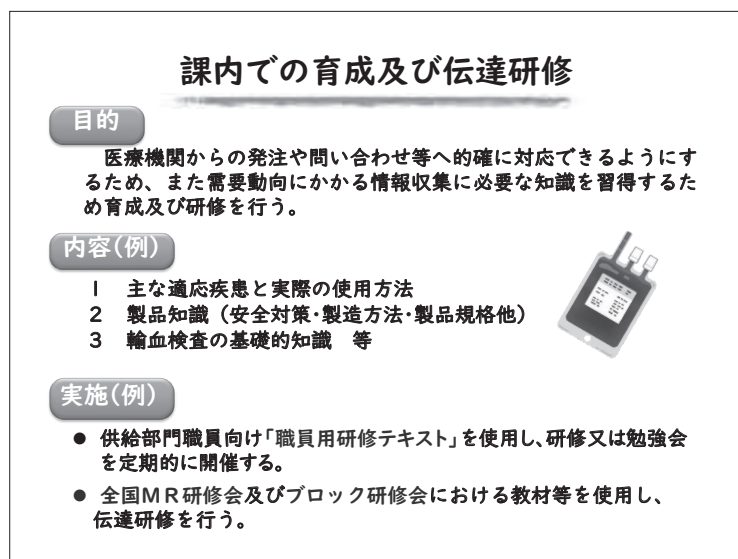 課内での育成及び伝達研修
目的
医療機関からの発注や問い合わせ等へ的確に対応できるようにす
るため、また需要動向にかかる情報収集に必要な知識を習得するた
め育成及び研修を行う。
内容(例)
1 主な適応疾患と実際の使用方法
2 製品知識（安全対策・製造方法・製品規格他）
3 輸血検査の基礎的知識 等
実施(例)
● 供給部門職員向け「職員用研修テキスト」を使用し、研修又は勉強会
を定期的に開催する。
● 全国MR研修会及びブロック研修会における教材等を使用し、
伝達研修を行う。